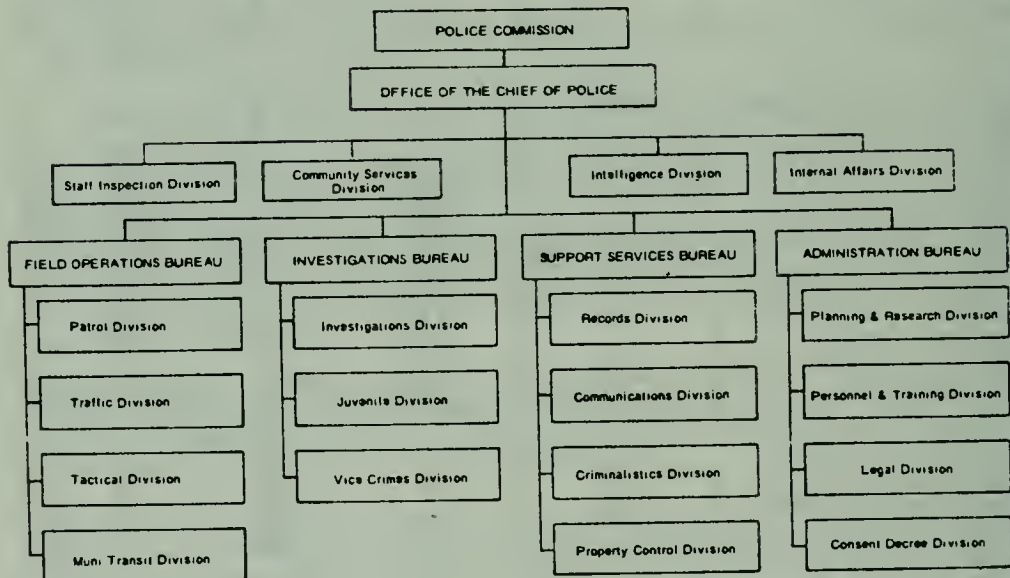 POLICE COMMISSION
OFFICE OF THE CHIEF OF POLICE
Staff Inspection Division
Community Services
Division
Intelligence Division
Internal Affairs Division
FIELD OPERATIONS BUREAU
Patrol Division
Traffic Division
Tactical Division
Muni Transit Division
INVESTIGATIONS BUREAU
Investigations Division
Juvenile Division
Vice Crimes Division
SUPPORT SERVICES BUREAU
Records Division
Communications Division
Criminalistics Division
Property Control Division
ADMINISTRATION BUREAU
Planning & Research Division
Personnel & Training Division
Legal Division
Consent Decree Division